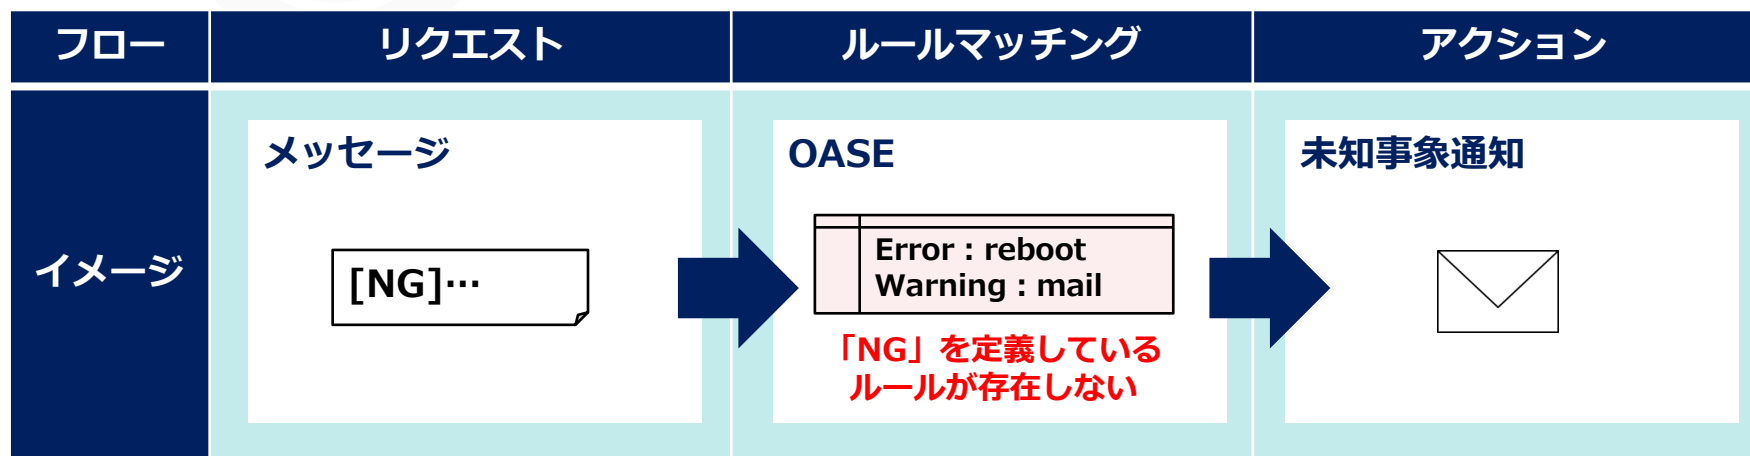 フロー
リクエスト
ルールマッチング
アクション
イメージ
メッセージ
[NG]…
OASE
Error：reboot
Warning：mail
「NG」を定義している
ルールが存在しない
未知事象通知